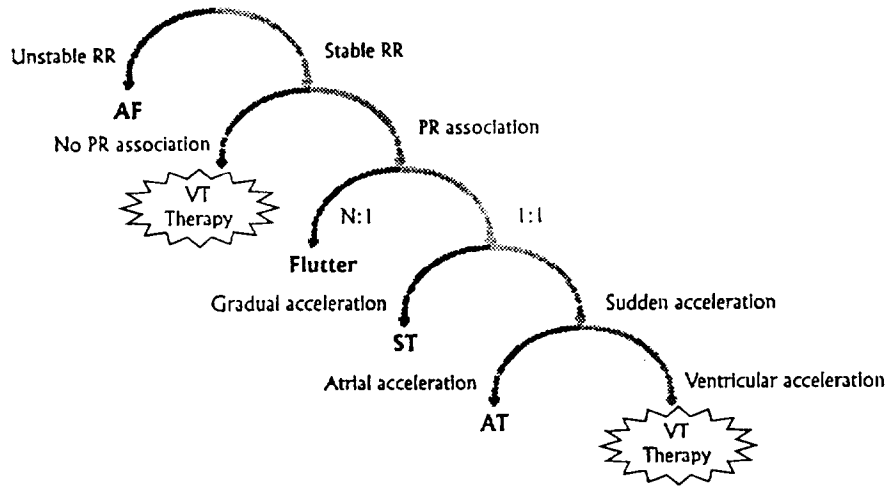 Unstable RR
Stable RR
AF
No PR association
PR association
VT
Therapy
N:1
1:1
Flutter
Gradual acceleration
Sudden acceleration
ST
Atrial acceleration
Ventricular acceleration
AT
VT
Therapy